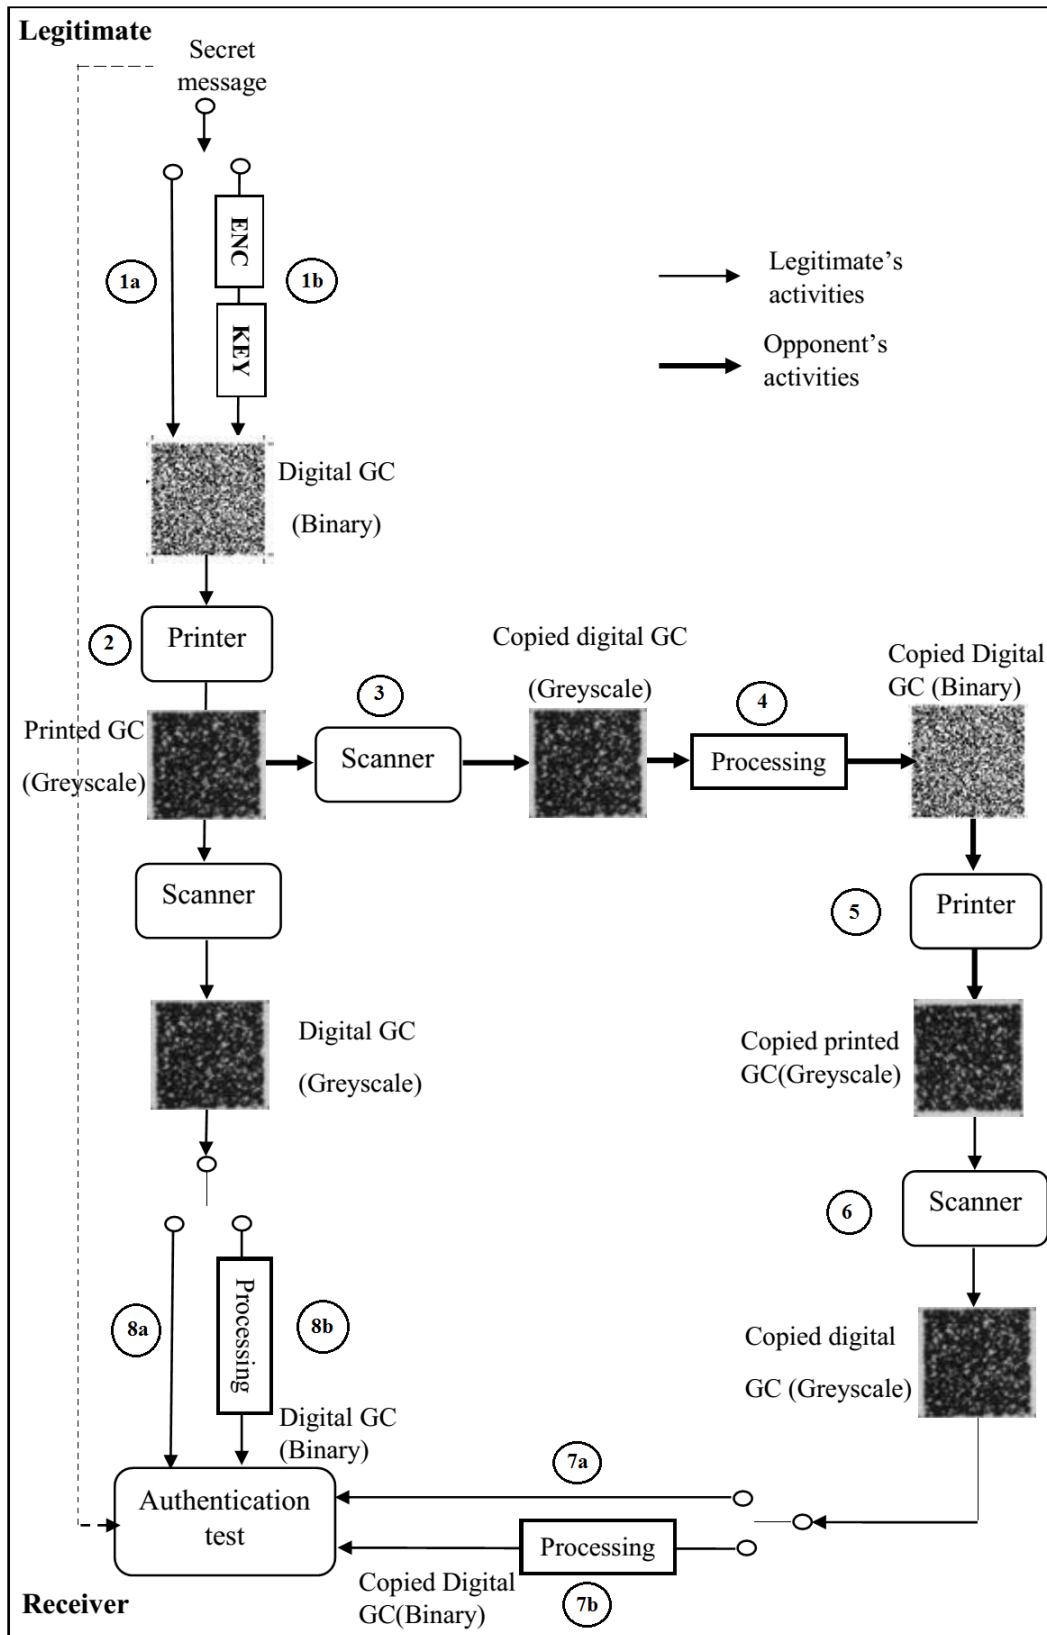 Legitimate
Secret
message
ENC
1a
1b
KEY
Legitimate's
activities
Opponent's
activities
Digital GC
(Binary)
2
Printer
Printed GC
(Greyscale)
3
Scanner
Copied digital GC
(Greyscale)
4
Processing
Copied Digital
GC (Binary)
Scanner
5
Printer
Digital GC
(Greyscale)
Copied printed
GC(Greyscale)
6
Scanner
8a
Processing
8b
Digital GC
(Binary)
Copied digital
GC (Greyscale)
7a
Authentication
test
Processing
7b
Copied Digital
GC(Binary)
Receiver